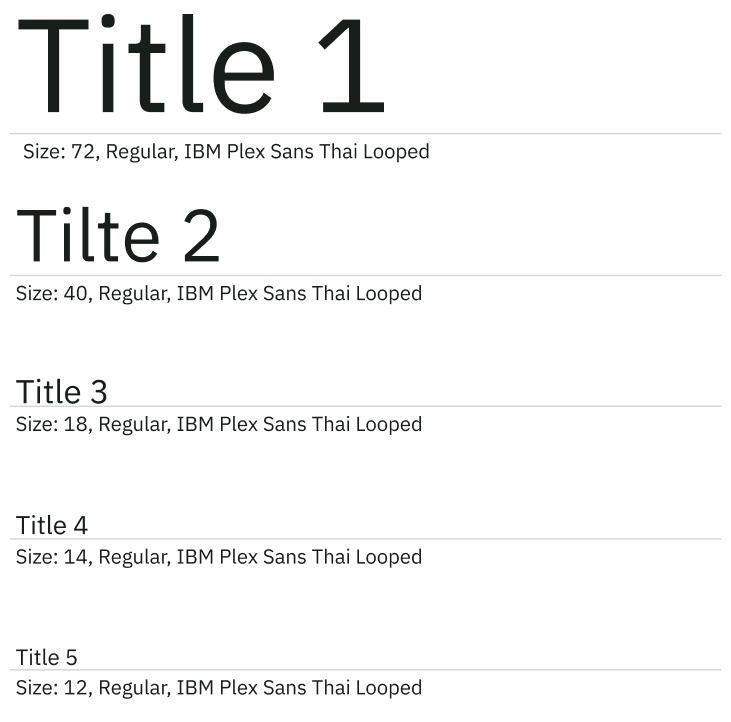 Title 1
Size: 72, Regular, IBM Plex Sans Thai Looped
Tilte 2
Size: 40, Regular, IBM Plex Sans Thai Looped
Title 3
Size: 18, Regular, IBM Plex Sans Thai Looped
Title 4
Size: 14, Regular, IBM Plex Sans Thai Looped
Title 5
Size: 12, Regular, IBM Plex Sans Thai Looped